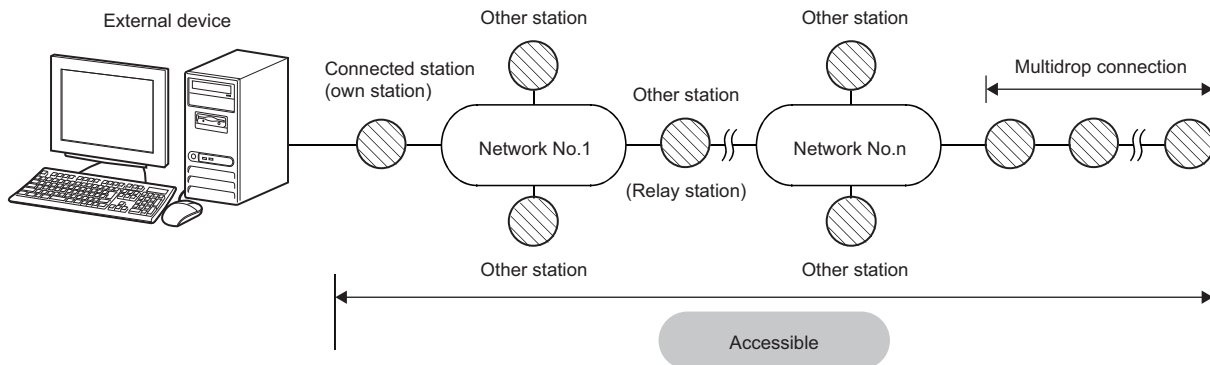 External device
Other station
Other station
Connected station
(own station)
Other station
Multidrop connection
Network No.1
Network No.n
(Relay station)
Other station
Other station
Accessible